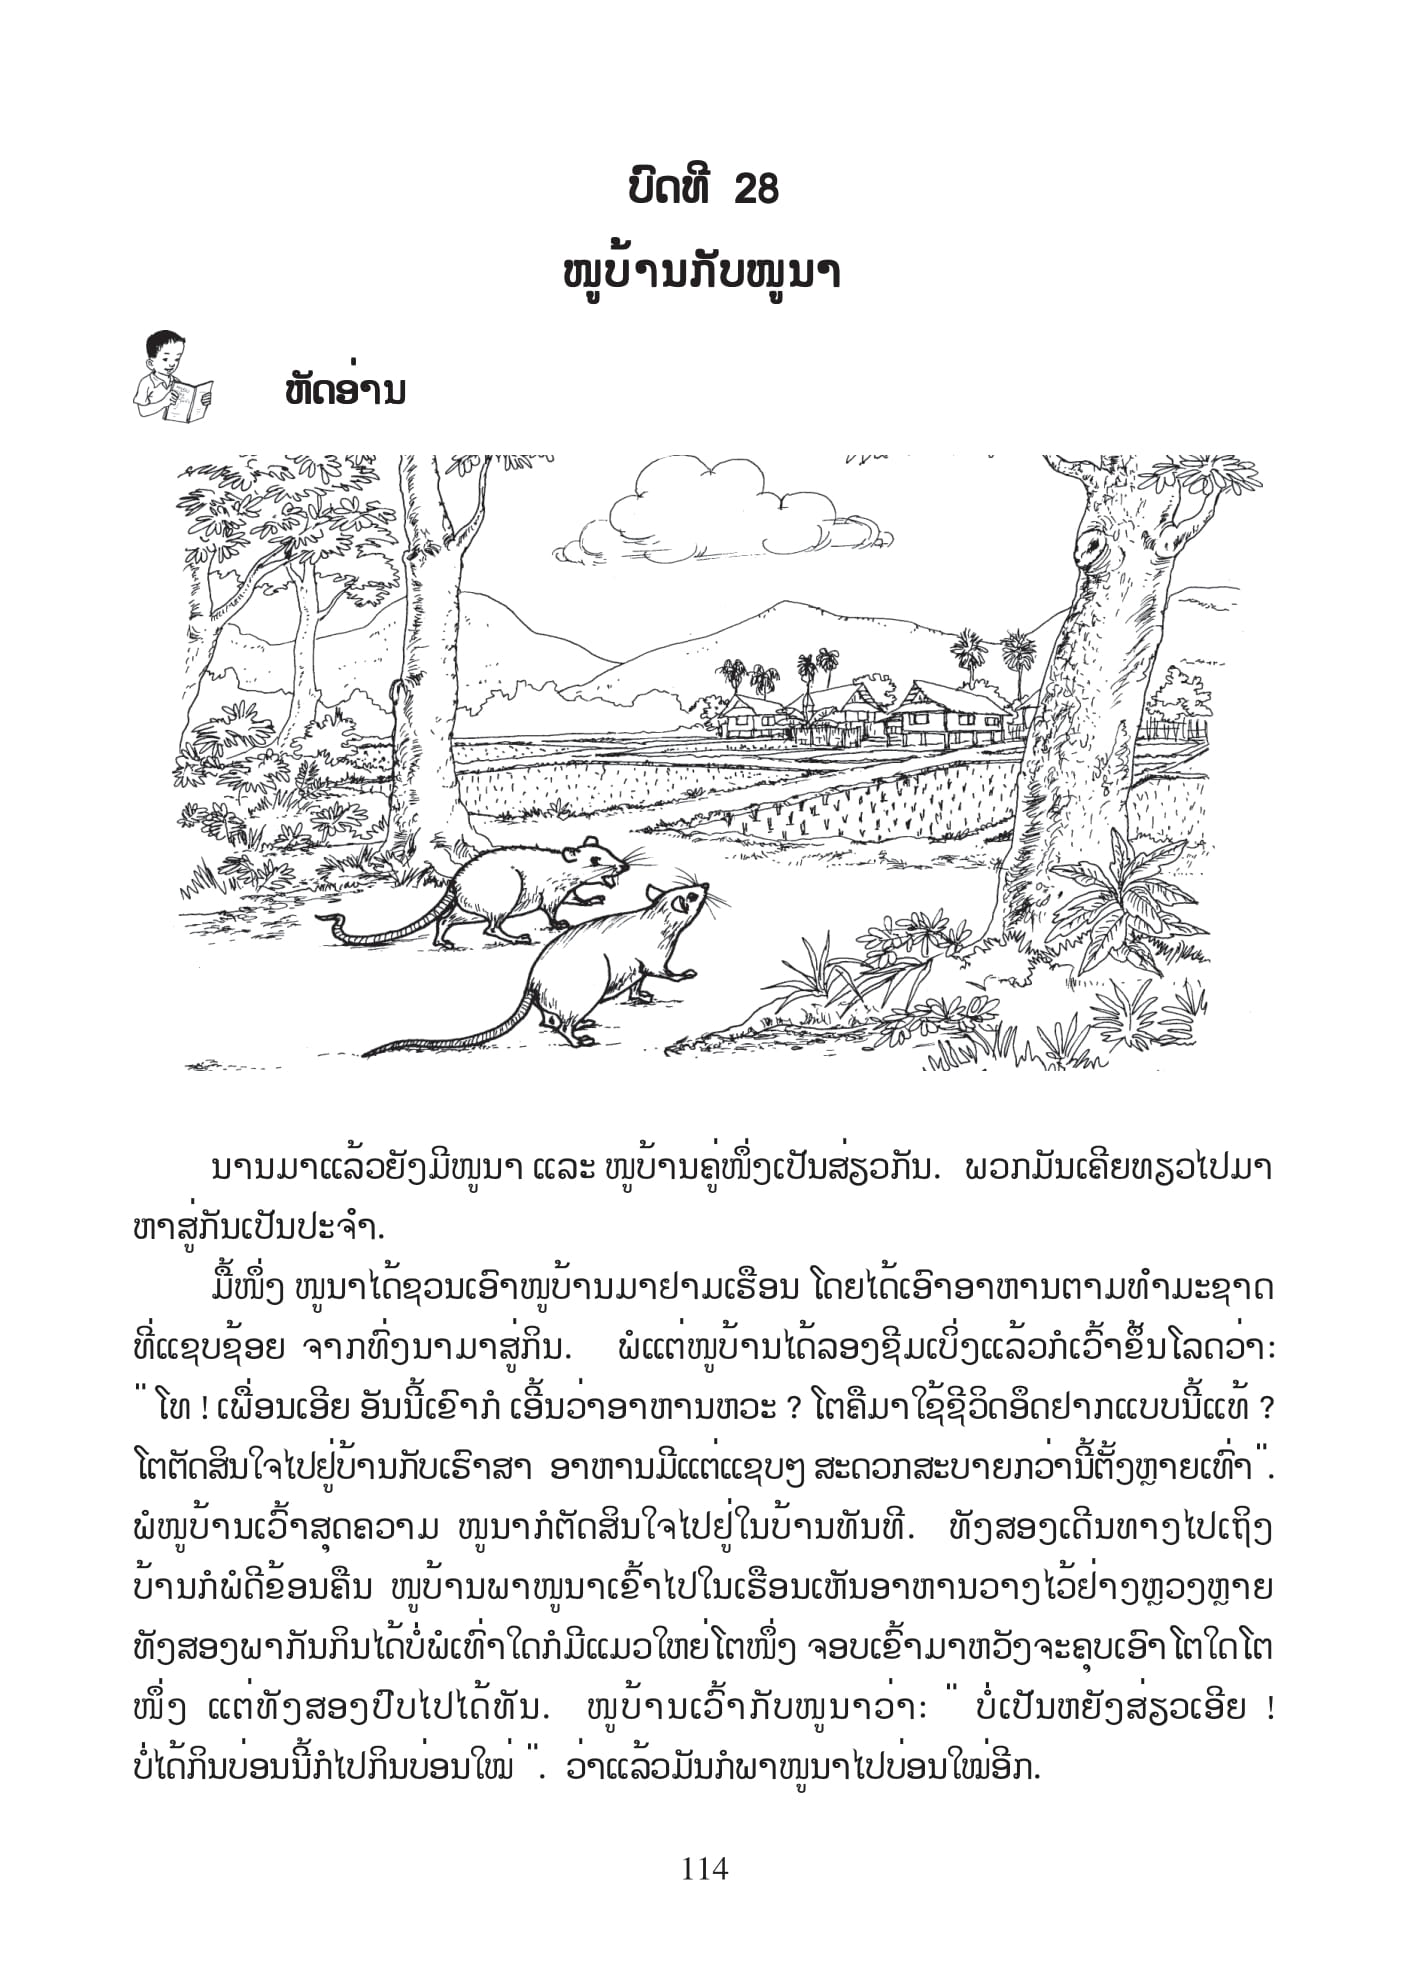 ບົດທີ 28
ໜູບ້ານກັບໜູນາ
ຫັດອ່ານ
ນານມາແລ້ວຍັງມີໜູນາ ແລະ ໜູບ້ານຄູ່ໜຶ່ງເປັນສ່ຽວກັນ. ພວກມັນເຄີຍທຽວໄປມາ
ຫາສູ່ກັນເປັນປະຈໍາ.
ມື້ໜຶ່ງ ໜູນາໄດ້ຊວນເອົາໜູບ້ານມາຢາມເຮືອນ ໂດຍໄດ້ເອົາອາຫານຕາມທໍາມະຊາດ
ທີ່ແຊບຊ້ອຍ ຈາກທົ່ງນາມາສູ່ກິນ. ພໍແຕ່ໜູບ້ານໄດ້ລອງຊີມເບິ່ງແລ້ວກໍເວົ້າຂຶ້ນໂລດວ່າ:
" ໂທ ! ເພື່ອນເອີຍ ອັນນີ້ເຂົາກໍ ເອີ້ນວ່າອາຫານຫວະ ? ໂຕຄືມາໃຊ້ຊີວິດອຶດຢາກແບບນີ້ແທ້ ?
ໂຕຕັດສິນໃຈໄປຢູ່ບ້ານກັບເຮົາສາ ອາຫານມີແຕ່ແຊບໆ ສະດວກສະບາຍກວ່ານີ້ຕັ້ງຫຼາຍເທົ່າ ".
ພໍໜູບ້ານເວົ້າສຸດຄວາມ ໜູນາກໍຕັດສິນໃຈໄປຢູ່ໃນບ້ານທັນທີ. ທັງສອງເດີນທາງໄປເຖິງ
ບ້ານກໍພໍດີຂ້ອນຄືນ ໜູບ້ານພາໜູນາເຂົ້າໄປໃນເຮືອນເຫັນອາຫານວາງໄວ້ຢ່າງຫຼວງຫຼາຍ
ທັງສອງພາກັນກິນໄດ້ບໍ່ພໍເທົ່າໃດກໍມີແມວໃຫຍ່ໂຕໜຶ່ງ ຈອບເຂົ້າມາຫວັງຈະຄຸບເອົາໂຕໃດໂຕ
ໜຶ່ງ ແຕ່ທັງສອງປົບໄປໄດ້ທັນ. ໜູບ້ານເວົ້າກັບໜູນາວ່າ: " ບໍ່ເປັນຫຍັງສ່ຽວເອີຍ !
ບໍ່ໄດ້ກິນບ່ອນນີ້ກໍໄປກິນບ່ອນໃໝ່ ". ວ່າແລ້ວມັນກໍພາໜູນາໄປບ່ອນໃໝ່ອີກ.
114